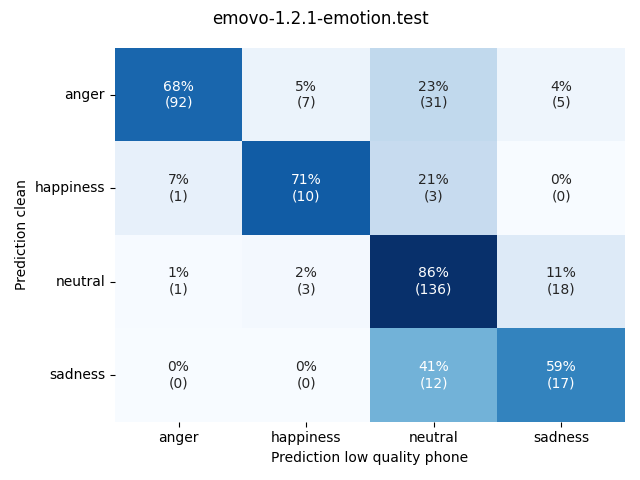 emovo-1.2.1-emotion.test
Prediction clean
anger
68% 5% 23% 4%
(92) (7) (31) (5)
happiness
7% 71% 21% 0%
(1) (10) (3) (0)
neutral
1% 2% 86% 11%
(1) (3) (136) (18)
sadness
0% 0% 41% 59%
(0) (0) (12) (17)
anger happiness neutral sadness
Prediction low quality phone